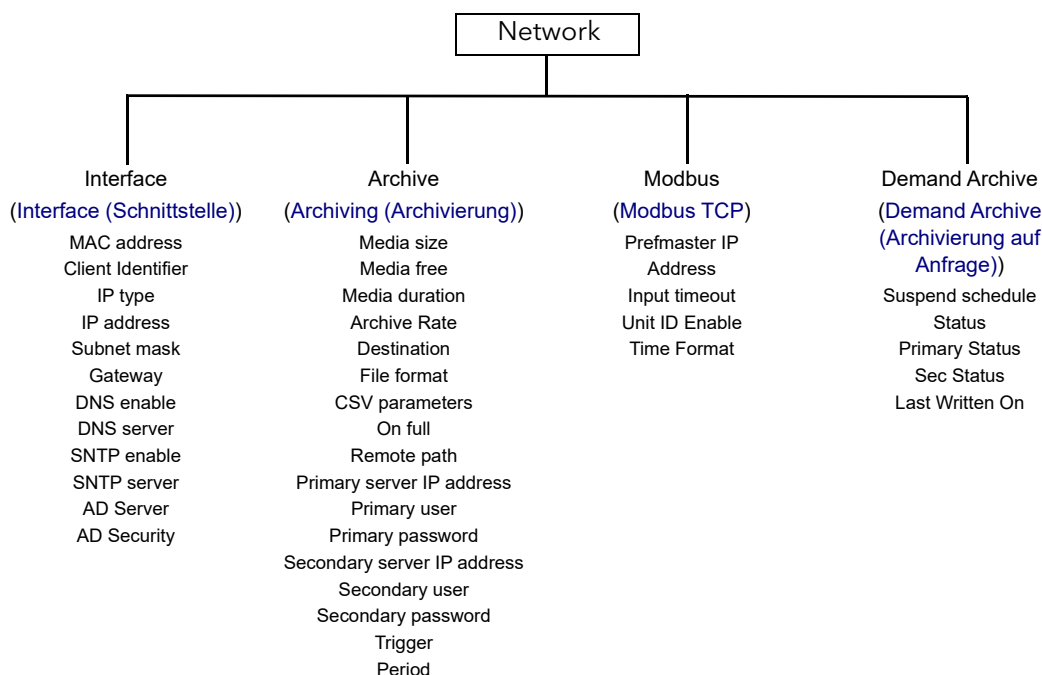 Network
Interface
(Interface (Schnittstelle))
MAC address
Client Identifier
IP type
IP address
Subnet mask
Gateway
DNS enable
DNS server
SNTP enable
SNTP server
AD Server
AD Security
Archive
(Archiving (Archivierung))
Media size
Media free
Media duration
Archive Rate
Destination
File format
CSV parameters
On full
Remote path
Primary server IP address
Primary user
Primary password
Secondary server IP address
Secondary user
Secondary password
Trigger
Period
Modbus
(Modbus TCP)
Prefmaster IP
Address
Input timeout
Unit ID Enable
Time Format
Demand Archive
(Demand Archive
(Archivierung auf
Anfrage))
Suspend schedule
Status
Primary Status
Sec Status
Last Written On